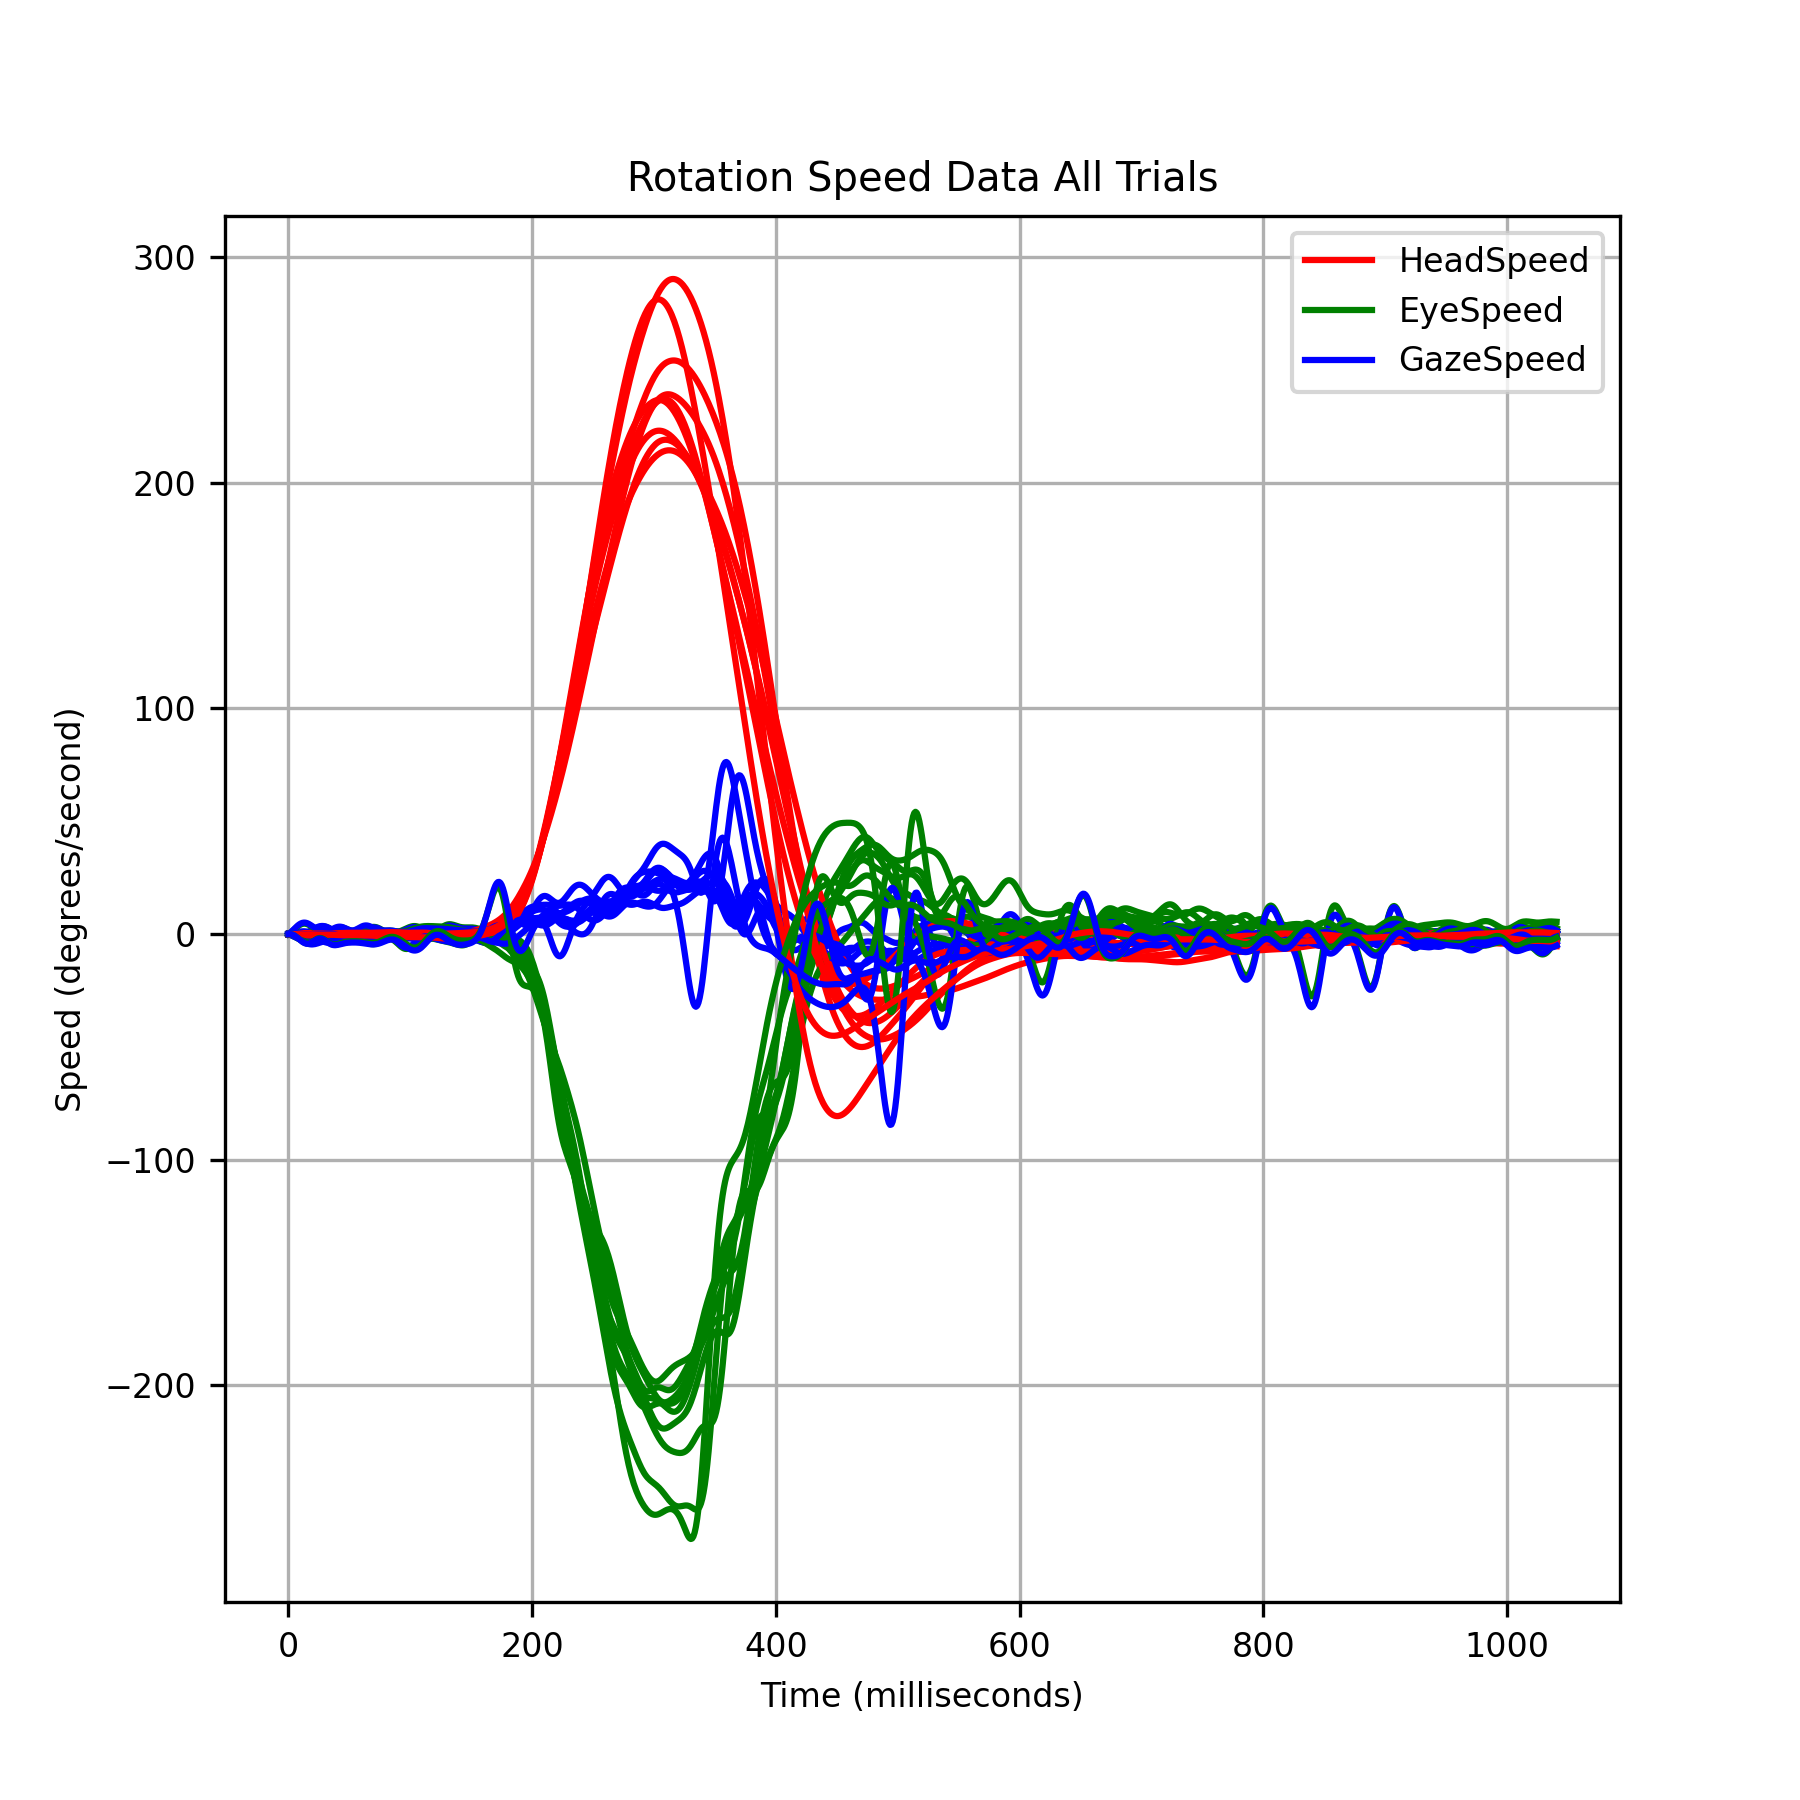 Rotation Speed Data All Trials
HeadSpeed
EyeSpeed
GazeSpeed
300
200
100
0
−100
−200
Speed (degrees/second)
0 200 400 600 800 1000
Time (milliseconds)